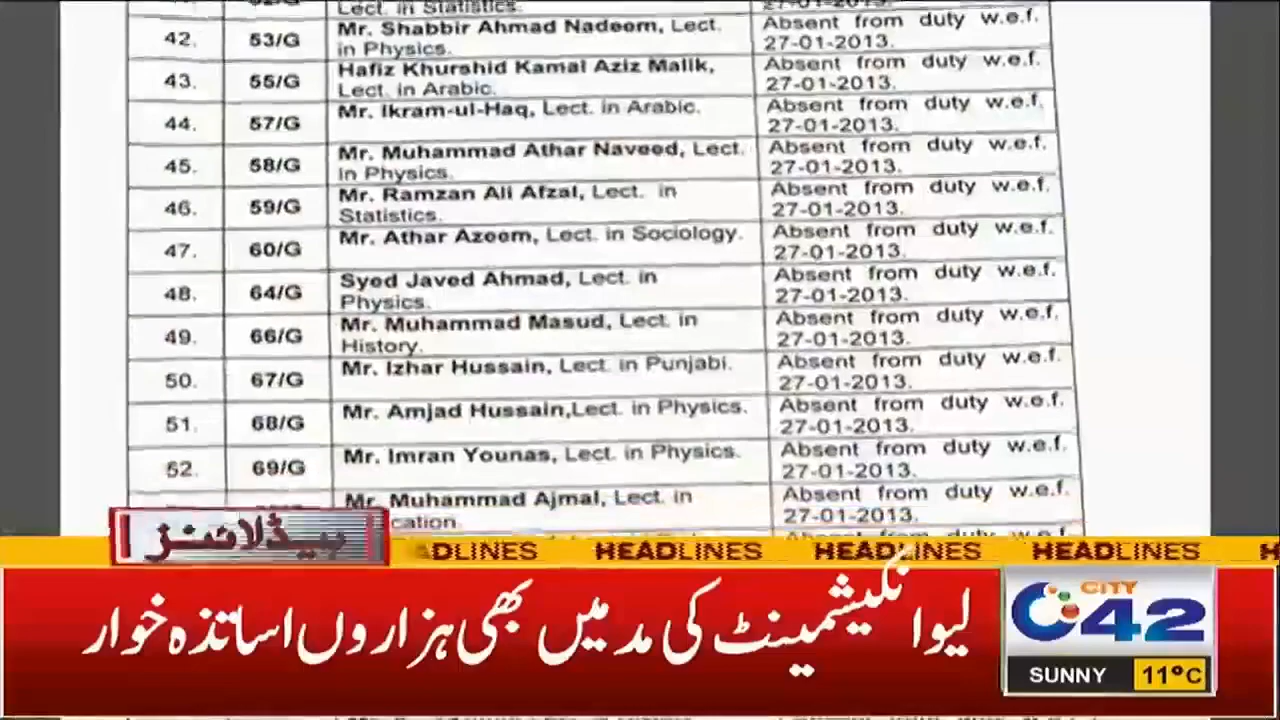 Lect. in Statistics.
42. 53/G Mr. Shabbir Ahmad Nadeem, Lect. in Physics. Absent from duty w.e.f. 27-01-2013.
43. 55/G Hafiz Khurshid Kamal Aziz Malik, Lect. in Arabic. Absent from duty w.e.f. 27-01-2013.
44. 57/G Mr. Ikram-ul-Haq, Lect. in Arabic. Absent from duty w.e.f. 27-01-2013.
45. 58/G Mr. Muhammad Athar Naveed, Lect. in Physics. Absent from duty w.e.f. 27-01-2013.
46. 59/G Mr. Ramzan Ali Afzal, Lect. in Statistics. Absent from duty w.e.f. 27-01-2013.
47. 60/G Mr. Athar Azeem, Lect. in Sociology. Absent from duty w.e.f. 27-01-2013.
48. 64/G Syed Javed Ahmad, Lect. in Physics. Absent from duty w.e.f. 27-01-2013.
49. 66/G Mr. Muhammad Masud, Lect. in History. Absent from duty w.e.f. 27-01-2013.
50. 67/G Mr. Izhar Hussain, Lect. in Punjabi. Absent from duty w.e.f. 27-01-2013.
51. 68/G Mr. Amjad Hussain,Lect. in Physics. Absent from duty w.e.f. 27-01-2013.
52. 69/G Mr. Imran Younas, Lect. in Physics. Absent from duty w.e.f. 27-01-2013.
Mr. Muhammad Ajmal, Lect. in Absent from duty w.e.f. 27-01-2013.
ہیڈلائنز
HEADLINES HEADLINES HEADLINES
لیوانکیشمینٹ کی مد میں بھی ہزاروں اساتذہ خوار
CITY
42
SUNNY 11°C